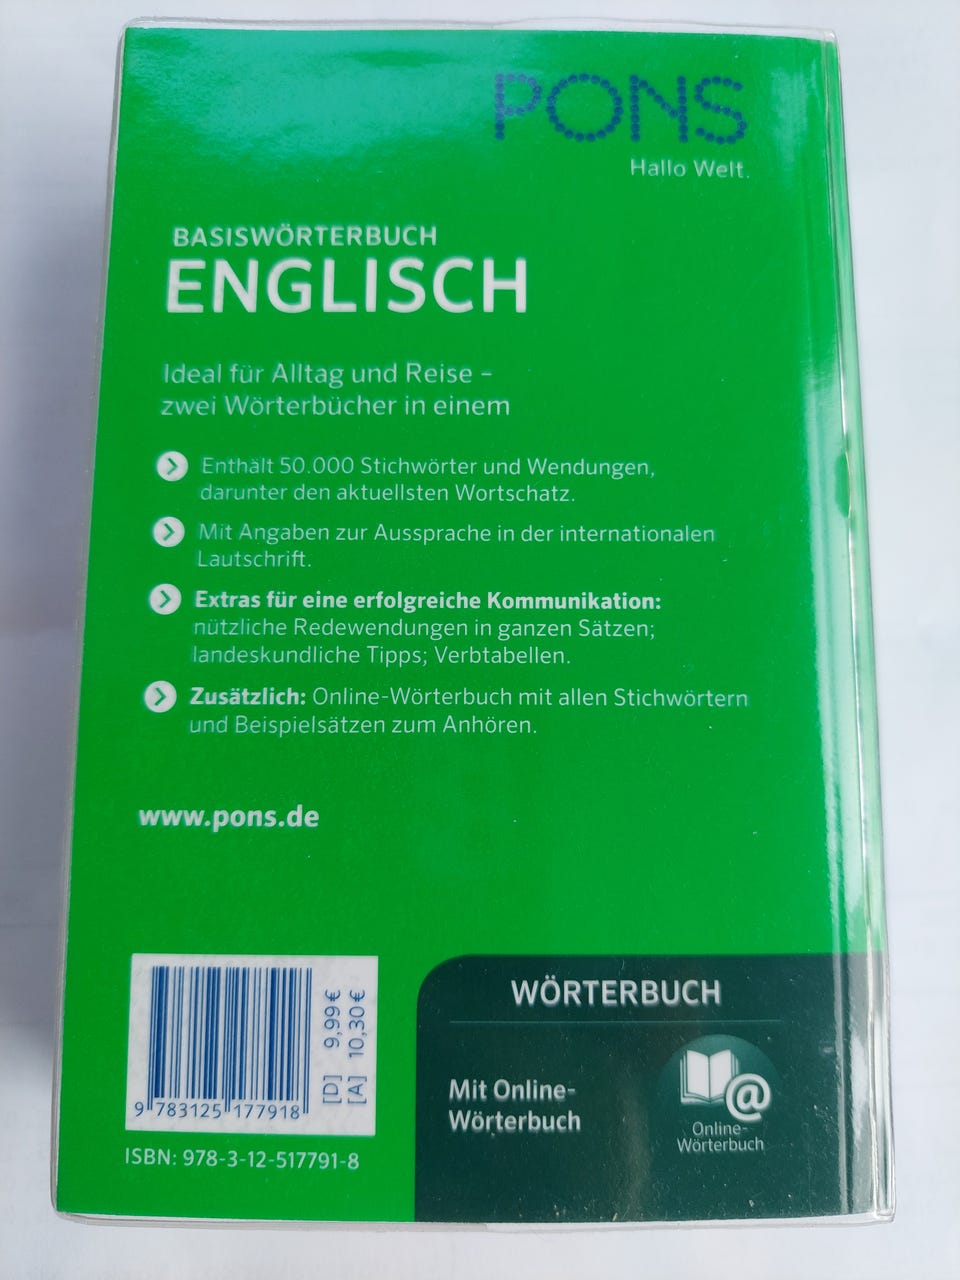 PONS
Hallo Welt.
BASISWÖRTERBUCH
ENGLISCH
Ideal für Alltag und Reise –
zwei Wörterbücher in einem
Enthält 50.000 Stichwörter und Wendungen,
darunter den aktuellsten Wortschatz.
Mit Angaben zur Aussprache in der internationalen
Lautschrift.
Extras für eine erfolgreiche Kommunikation:
nützliche Redewendungen in ganzen Sätzen;
landeskundliche Tipps; Verbtabellen.
Zusätzlich: Online-Wörterbuch mit allen Stichwörtern
und Beispielsätzen zum Anhören.
www.pons.de
[D] 9,99 €
[A] 10,30 €
9 783125 177918
ISBN: 978-3-12-517791-8
WÖRTERBUCH
Mit Online-
Wörterbuch
@
Online-
Wörterbuch